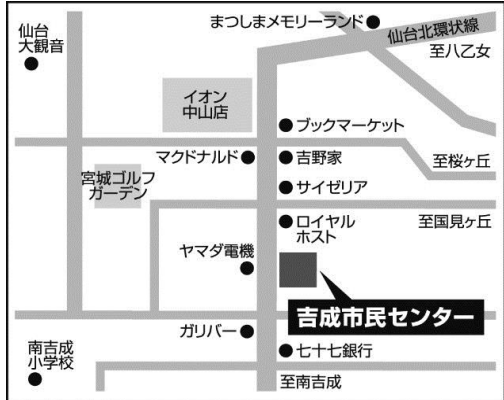 まつしまメモリーランド
仙台北環状線
至八乙女
仙台
大観音
イオン
中山店
ブックマーケット
マクドナルド
吉野家
至桜ヶ丘
宮城ゴルフ
ガーデン
サイゼリア
ロイヤル
ホスト
至国見ヶ丘
ヤマダ電機
吉成市民センター
ガリバー
七十七銀行
南吉成
小学校
至南吉成